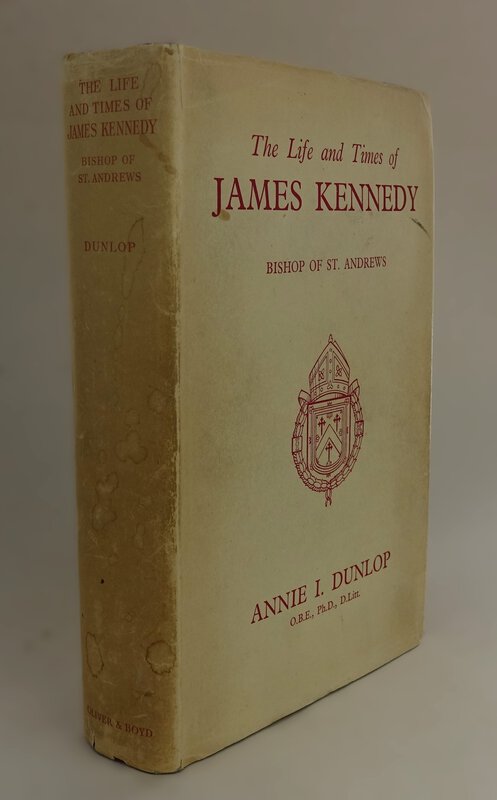 THE LIFE
AND TIMES OF
JAMES KENNEDY
BISHOP OF
ST. ANDREWS
DUNLOP
OLIVER & BOYD
The Life and Times of
JAMES KENNEDY
BISHOP OF ST. ANDREWS
ANNIE I. DUNLOP
O.B.E., Ph.D., D.Litt.